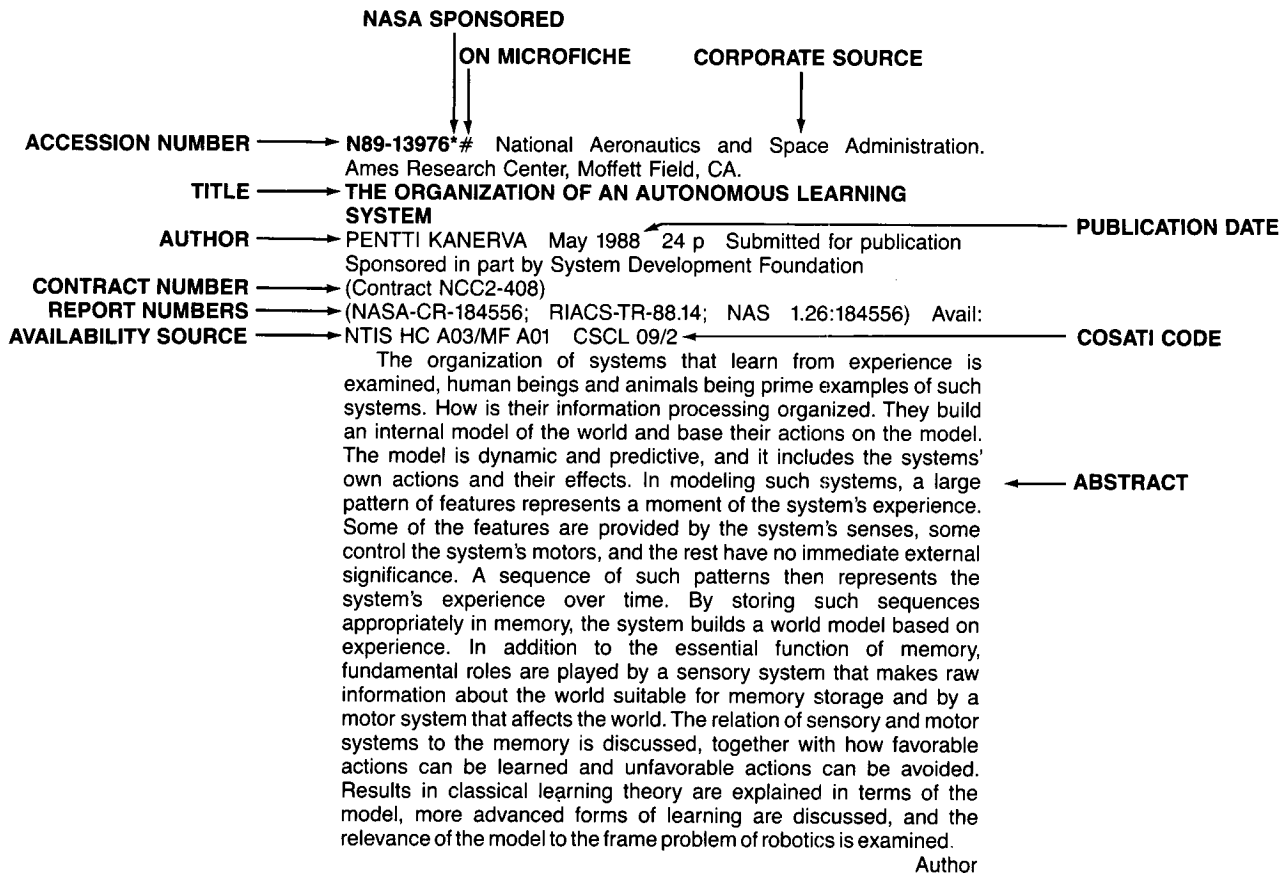 NASA SPONSORED
ON MICROFICHE
CORPORATE SOURCE
ACCESSION NUMBER
N89-13976*# National Aeronautics and Space Administration.
Ames Research Center, Moffett Field, CA.
TITLE
THE ORGANIZATION OF AN AUTONOMOUS LEARNING
SYSTEM
PUBLICATION DATE
AUTHOR
PENTTI KANERVA May 1988 24 p Submitted for publication
Sponsored in part by System Development Foundation
CONTRACT NUMBER
(Contract NCC2-408)
REPORT NUMBERS
(NASA-CR-184556; RIACS-TR-88.14; NAS 1.26:184556) Avail:
AVAILABILITY SOURCE
NTIS HC A03/MF A01 CSCL 09/2
COSATI CODE
The organization of systems that learn from experience is
examined, human beings and animals being prime examples of such
systems. How is their information processing organized. They build
an internal model of the world and base their actions on the model.
The model is dynamic and predictive, and it includes the systems'
own actions and their effects. In modeling such systems, a large
ABSTRACT
pattern of features represents a moment of the system's experience.
Some of the features are provided by the system's senses, some
control the system's motors, and the rest have no immediate external
significance. A sequence of such patterns then represents the
system's experience over time. By storing such sequences
appropriately in memory, the system builds a world model based on
experience. In addition to the essential function of memory,
fundamental roles are played by a sensory system that makes raw
information about the world suitable for memory storage and by a
motor system that affects the world. The relation of sensory and motor
systems to the memory is discussed, together with how favorable
actions can be learned and unfavorable actions can be avoided.
Results in classical learning theory are explained in terms of the
model, more advanced forms of learning are discussed, and the
relevance of the model to the frame problem of robotics is examined.
Author